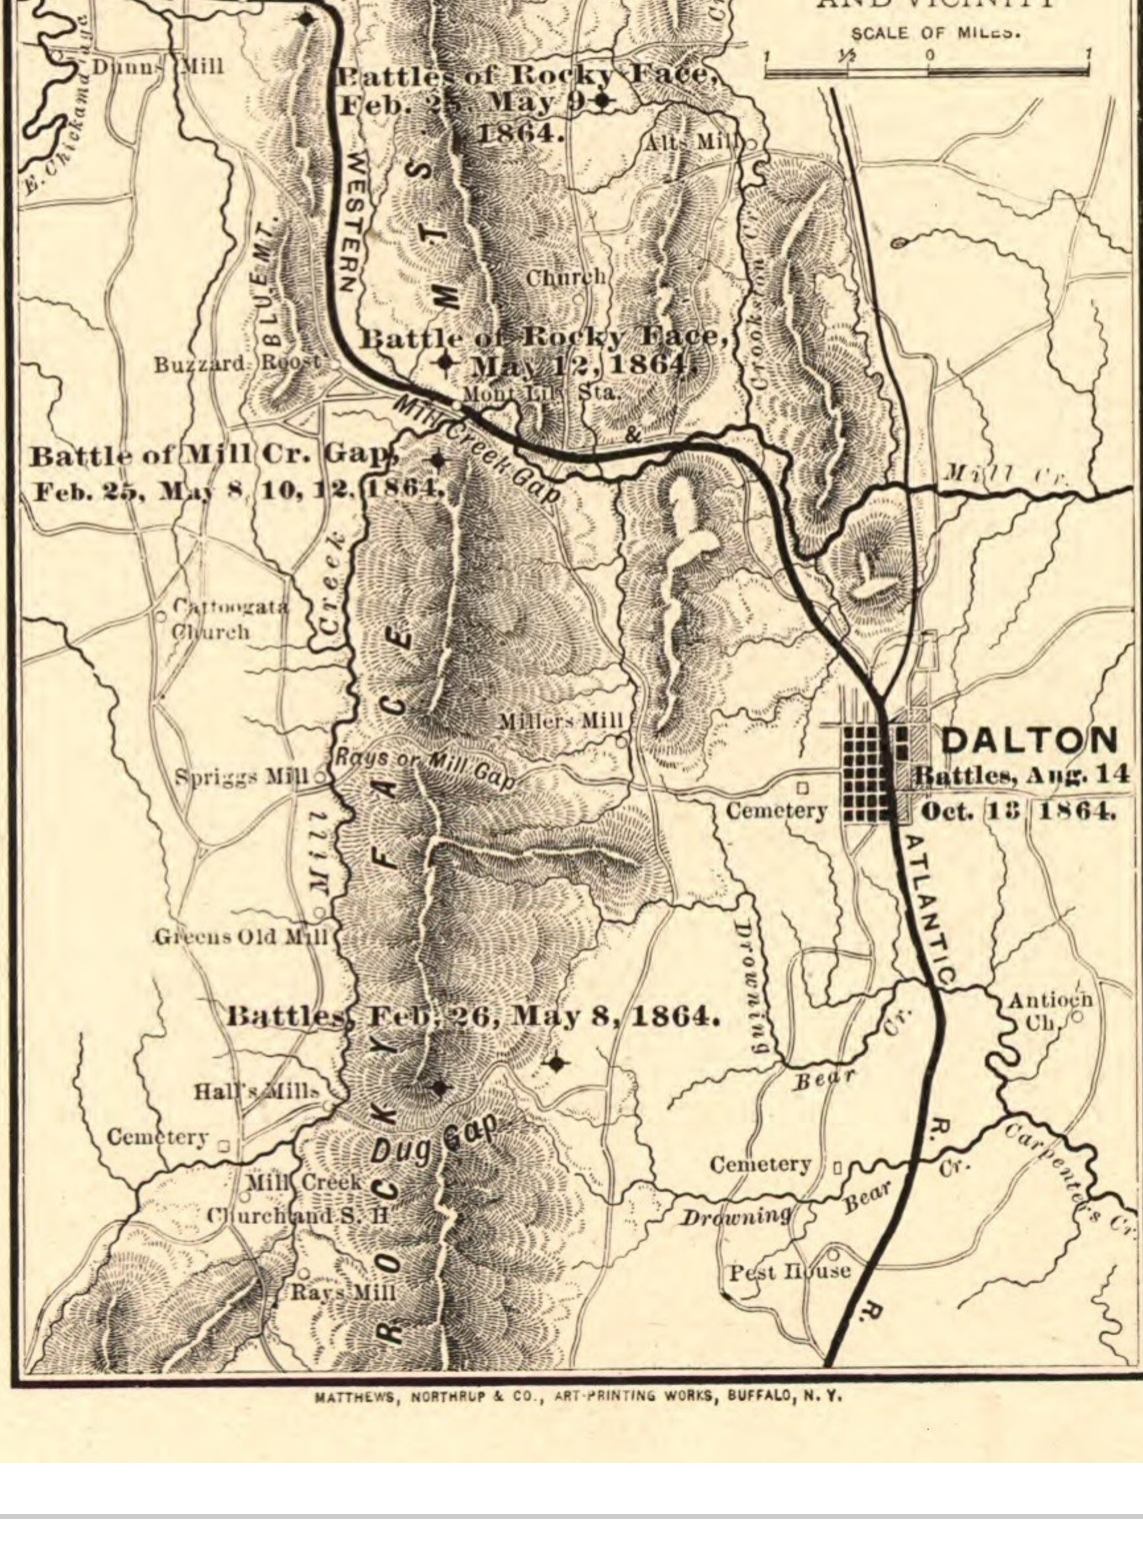 AND VICINITY
SCALE OF MILES.
1 ½ 0 1
Dunns Mill
E. Chickamauga
Battles of Rocky Face,
Feb. 25, May 9
1864.
Alts Mill
WESTERN
BLUE MT.
MTS
Church
Crookston Cr.
Battle of Rocky Face,
May 12, 1864.
Buzzard Roost
Mont Sta.
Mill Creek Gap
&
Battle of Mill Cr. Gap,
Feb. 25, May 8, 10, 12, 1864.
Mill Cr.
Cattoogata
Church
Mill Creek
ROCKY FACE
Millers Mill
Rays or Mill Gap
Spriggs Mill
DALTON
Battles, Aug. 14
Oct. 13 1864.
Cemetery
ATLANTIC
Greens Old Mill
Drowning
Antioch
Ch.
Battles, Feb. 26, May 8, 1864.
Bear Cr.
Hall's Mills
Cemetery
Dug Gap
R.
Carpenters Cr.
Cemetery
Mill Creek
Church and S. H
Drowning Bear Cr.
Pest House
Rays Mill
R.
MATTHEWS, NORTHRUP & CO., ART-PRINTING WORKS, BUFFALO, N. Y.